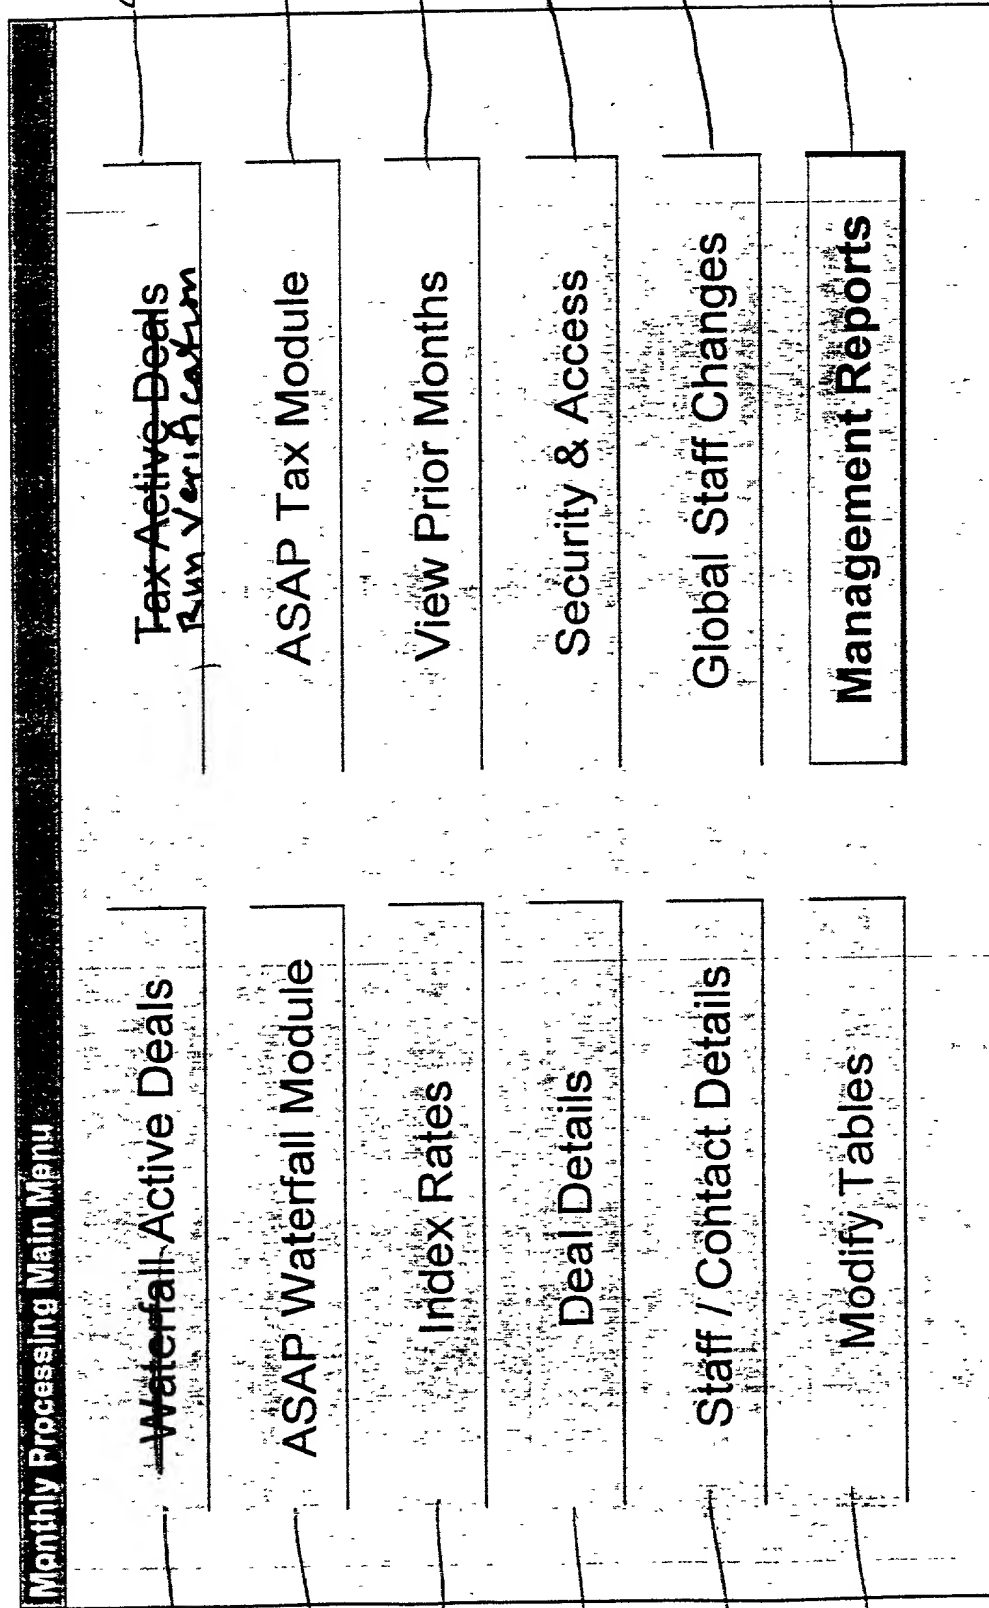 Monthly Processing Main Menu
Waterfall Active Deals
Tax Active Deals
Run Verification
ASAP Waterfall Module
ASAP Tax Module
Index Rates
View Prior Months
Deal Details
Security & Access
Staff / Contact Details
Global Staff Changes
Modify Tables
Management Reports